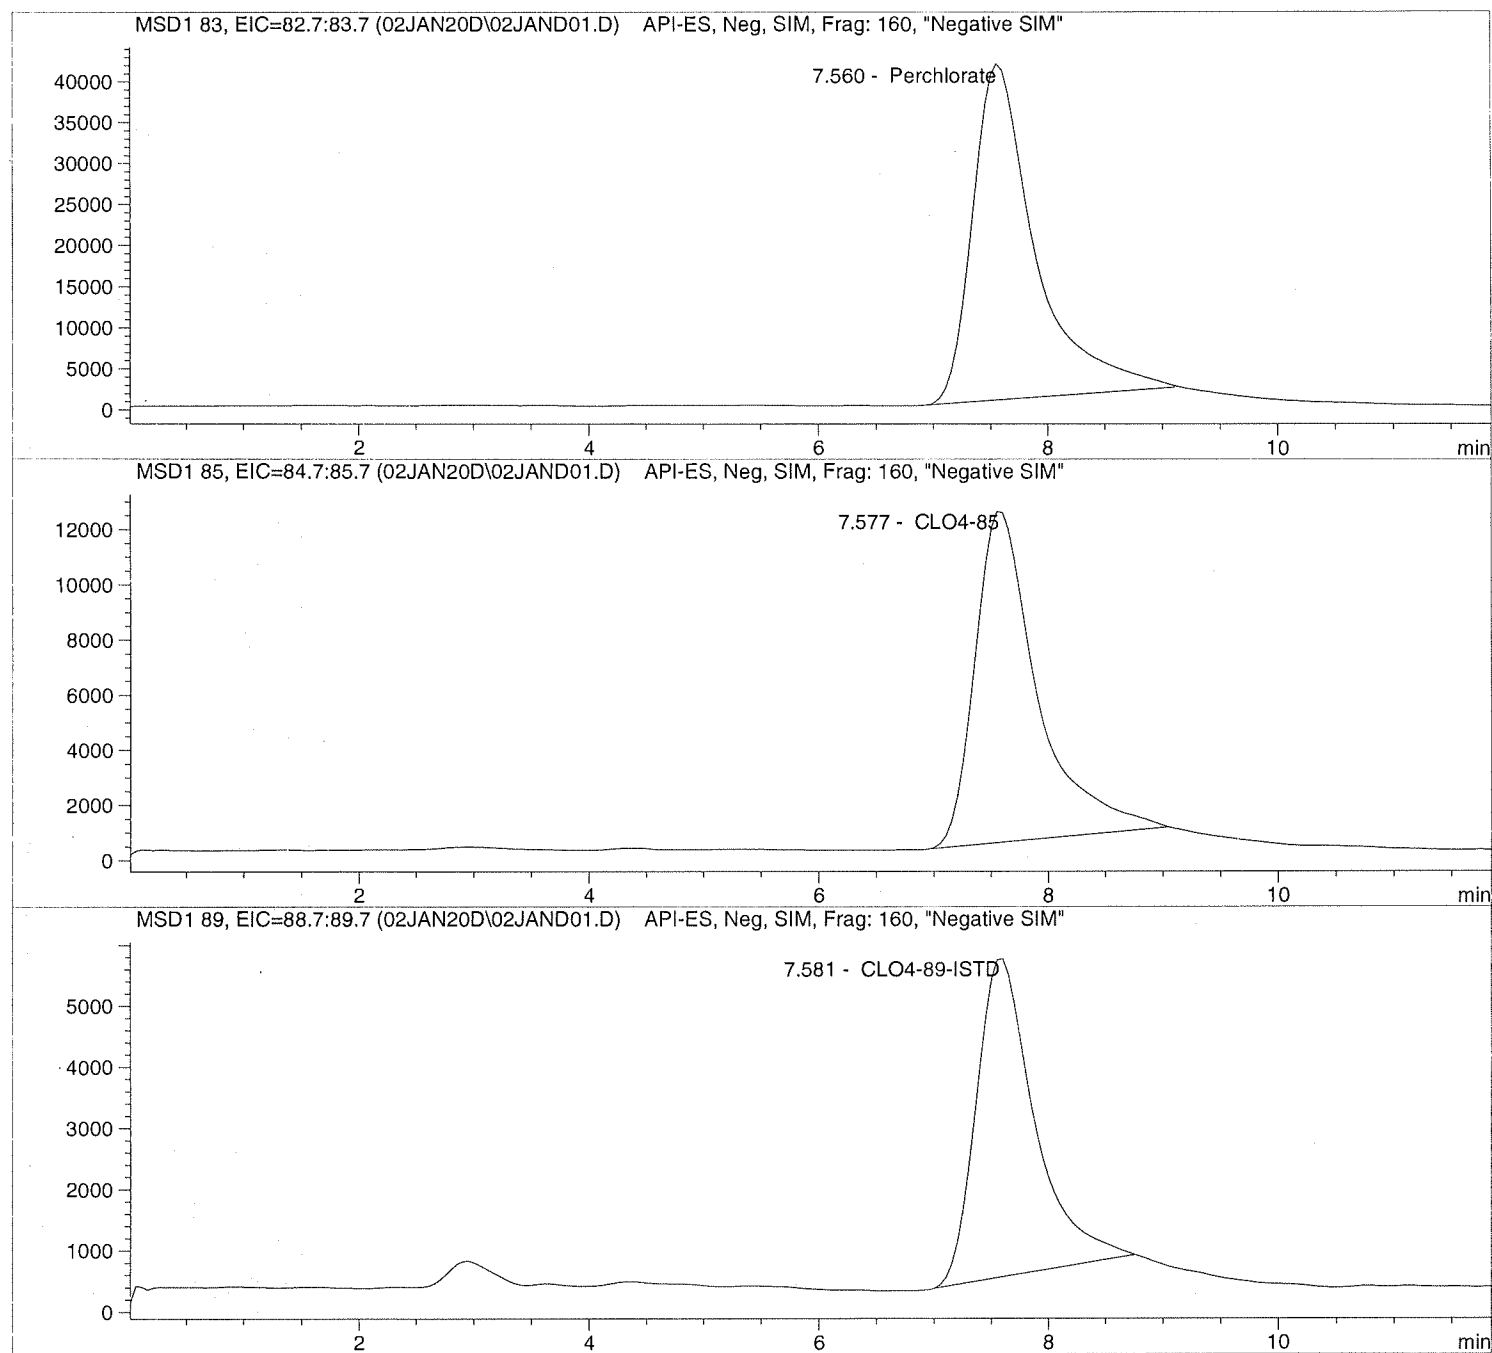 MSD1 83, EIC=82.7:83.7 (02JAN20D\02JAND01.D) API-ES, Neg, SIM, Frag: 160, "Negative SIM"
7.560 - Perchlorate
40000
35000
30000
25000
20000
15000
10000
5000
0
2 4 6 8 10 min
MSD1 85, EIC=84.7:85.7 (02JAN20D\02JAND01.D) API-ES, Neg, SIM, Frag: 160, "Negative SIM"
7.577 - CLO4-85
12000
10000
8000
6000
4000
2000
0
2 4 6 8 10 min
MSD1 89, EIC=88.7:89.7 (02JAN20D\02JAND01.D) API-ES, Neg, SIM, Frag: 160, "Negative SIM"
7.581 - CLO4-89-ISTD
5000
4000
3000
2000
1000
0
2 4 6 8 10 min